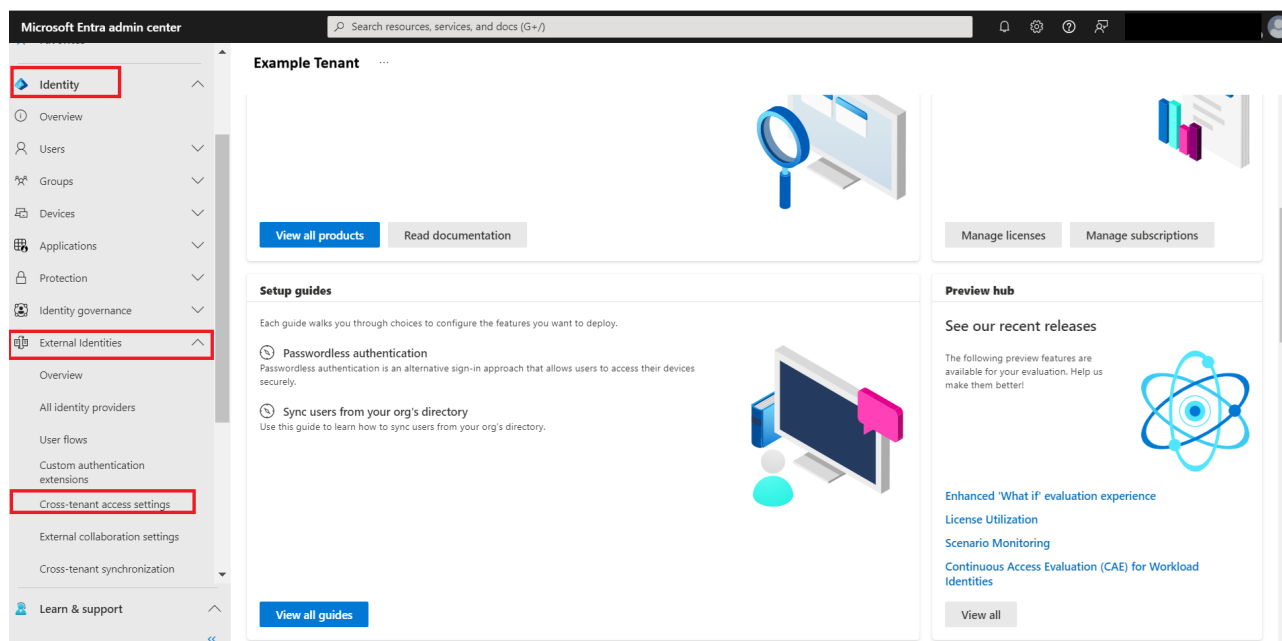 Microsoft Entra admin center
Search resources, services, and docs (G+/)
Example Tenant
...
Identity
Overview
Users
Groups
Devices
Applications
Protection
Identity governance
External Identities
Overview
All identity providers
User flows
Custom authentication
extensions
Cross-tenant access settings
External collaboration settings
Cross-tenant synchronization
Learn & support
«
View all products
Read documentation
Manage licenses
Manage subscriptions
Setup guides
Each guide walks you through choices to configure the features you want to deploy.
Passwordless authentication
Passwordless authentication is an alternative sign-in approach that allows users to access their devices
securely.
Sync users from your org's directory
Use this guide to learn how to sync users from your org's directory.
View all guides
Preview hub
See our recent releases
The following preview features are
available for your evaluation. Help us
make them better!
Enhanced 'What if' evaluation experience
License Utilization
Scenario Monitoring
Continuous Access Evaluation (CAE) for Workload
Identities
View all